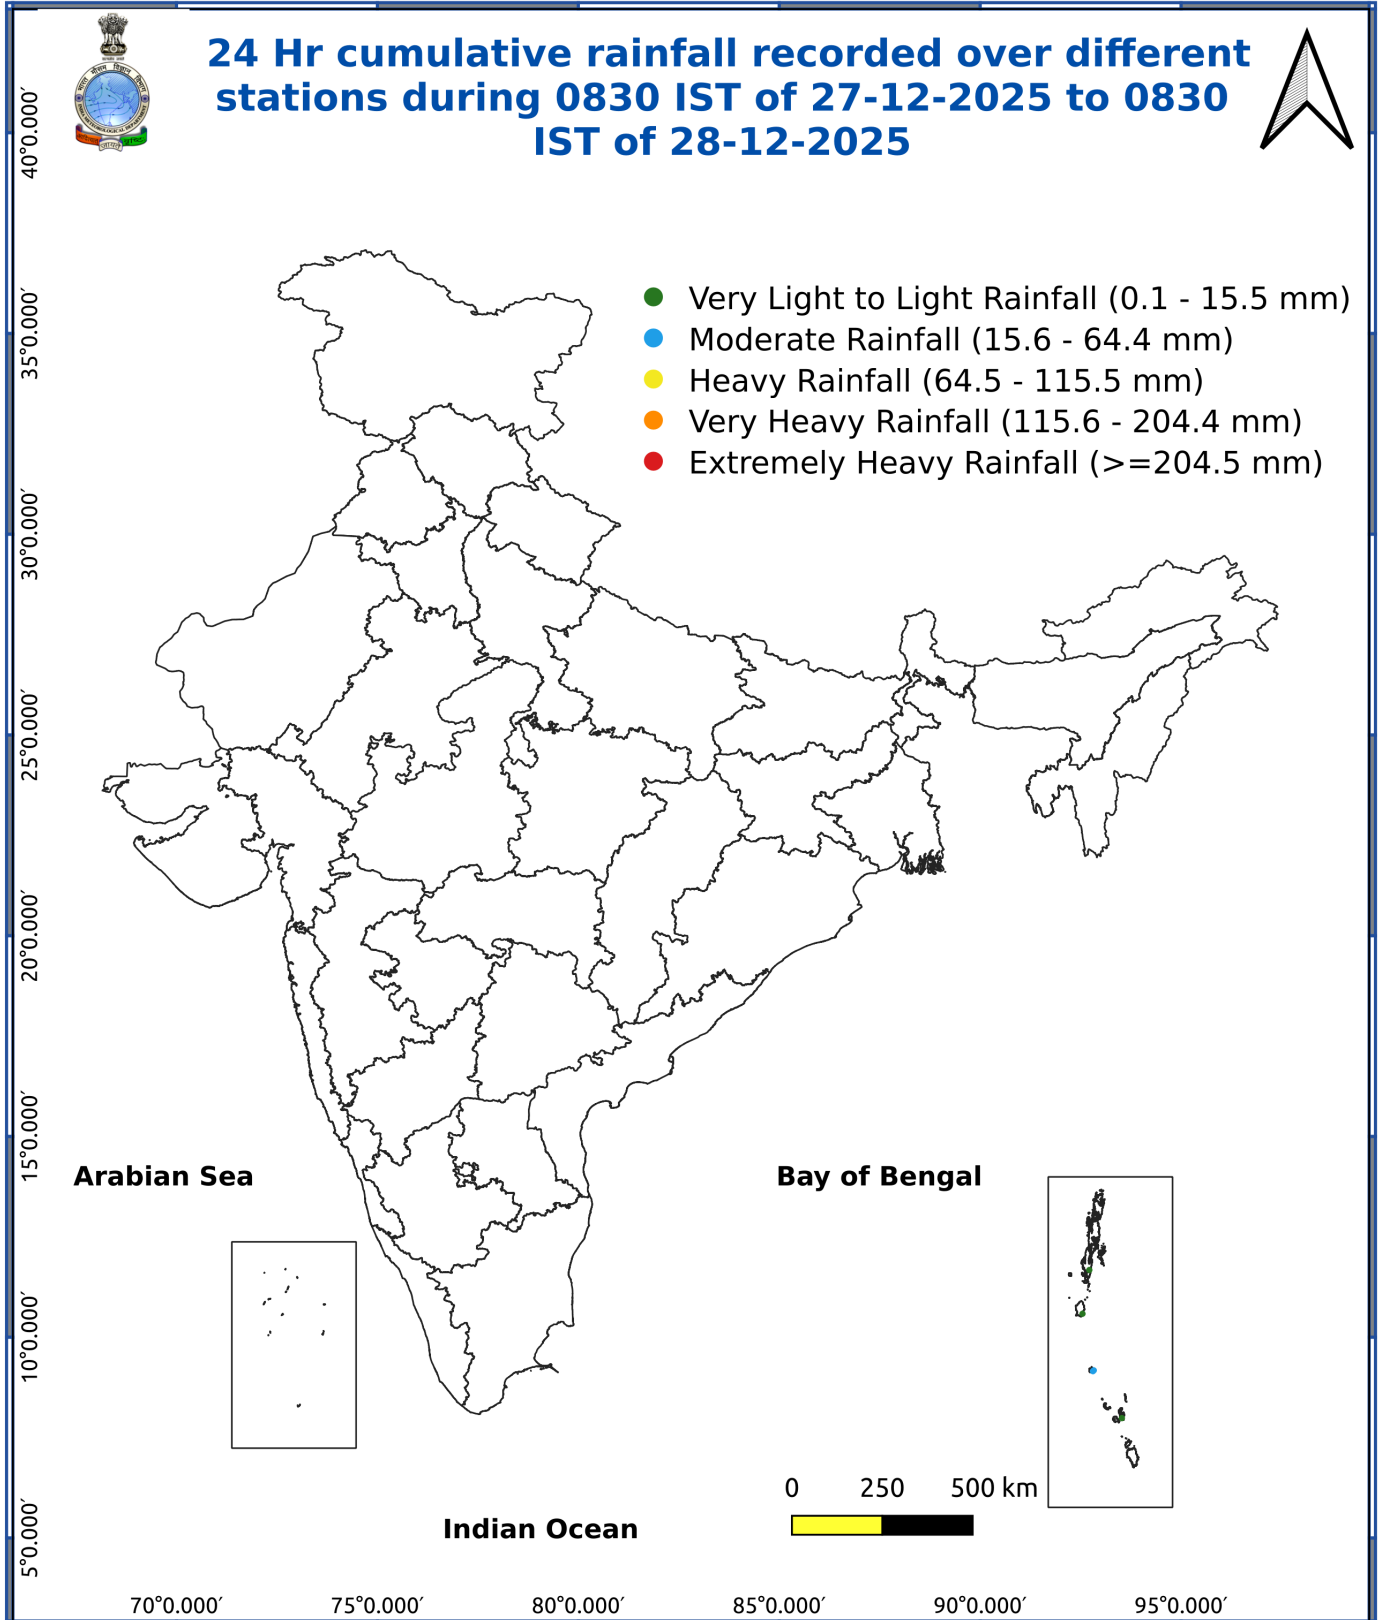 24 Hr cumulative rainfall recorded over different
stations during 0830 IST of 27-12-2025 to 0830
IST of 28-12-2025
Very Light to Light Rainfall (0.1 - 15.5 mm)
Moderate Rainfall (15.6 - 64.4 mm)
Heavy Rainfall (64.5 - 115.5 mm)
Very Heavy Rainfall (115.6 - 204.4 mm)
Extremely Heavy Rainfall (>=204.5 mm)
40°0.000′
35°0.000′
30°0.000′
25°0.000′
20°0.000′
15°0.000′
10°0.000′
5°0.000′
Arabian Sea
Bay of Bengal
0 250 500 km
Indian Ocean
70°0.000′ 75°0.000′ 80°0.000′ 85°0.000′ 90°0.000′ 95°0.000′